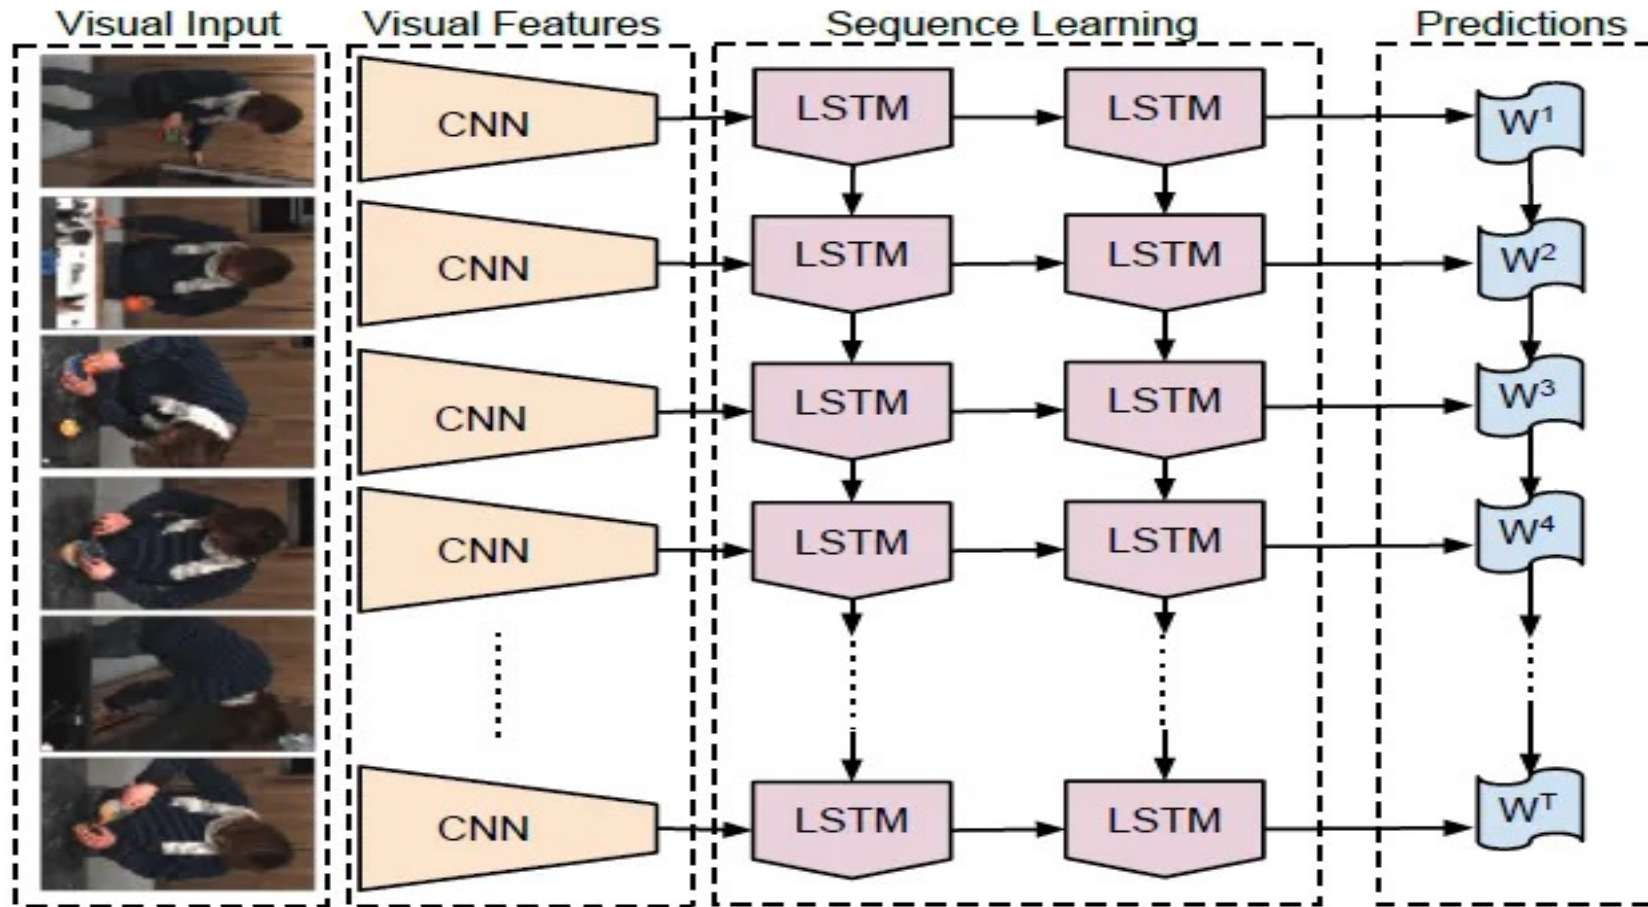 Visual Input Visual Features Sequence Learning Predictions
CNN LSTM LSTM W¹
CNN LSTM LSTM W²
CNN LSTM LSTM W³
CNN LSTM LSTM W⁴
CNN LSTM LSTM Wᵀ